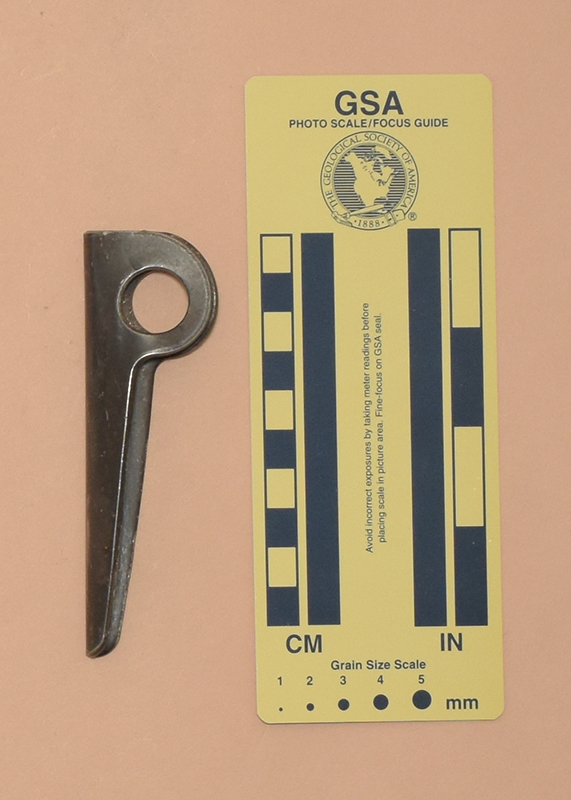 GSA
PHOTO SCALE/FOCUS GUIDE
THE GEOLOGICAL SOCIETY OF AMERICA
·1888·
®
Avoid incorrect exposures by taking meter readings before
placing scale in picture area. Fine-focus on GSA seal.
CM
IN
Grain Size Scale
1 2 3 4 5
mm